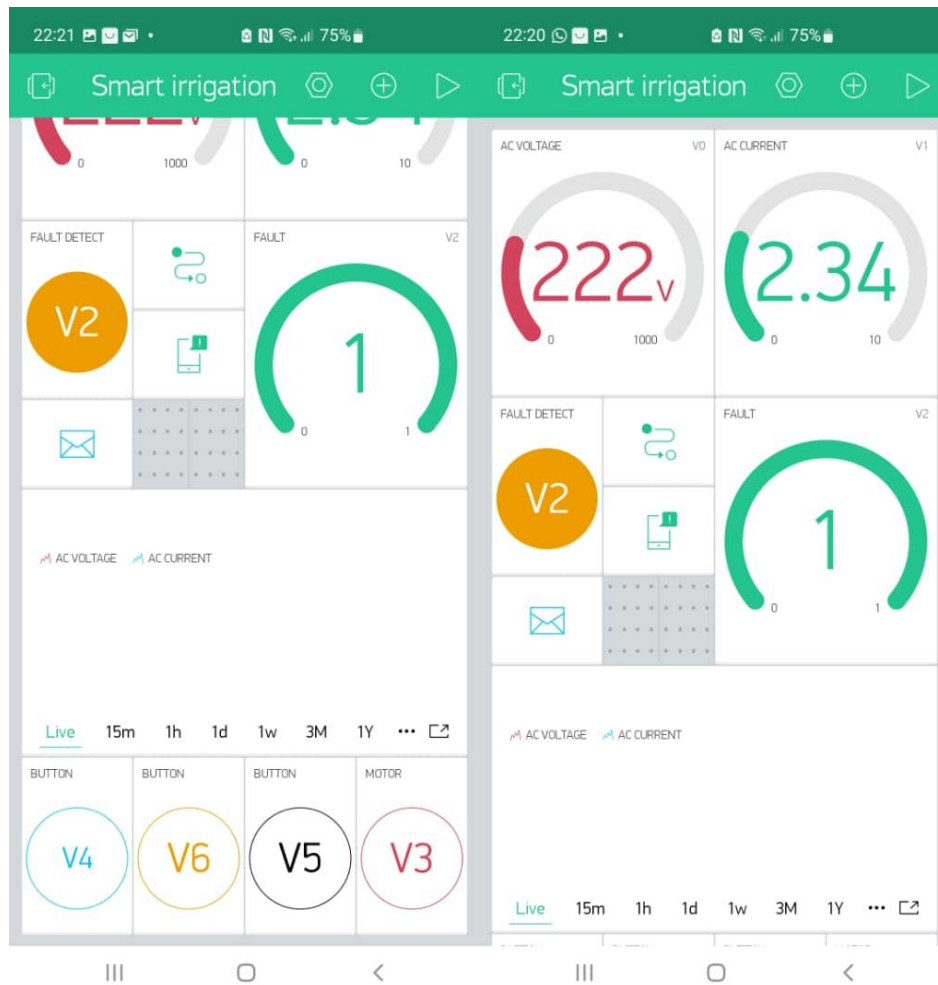 22:21 75%
Smart irrigation
222v 2.34
0 1000 0 10
FAULT DETECT FAULT V2
V2
1
0 1
AC VOLTAGE AC CURRENT
Live 15m 1h 1d 1w 3M 1Y •••
BUTTON BUTTON BUTTON MOTOR
V4 V6 V5 V3
22:20 75%
Smart irrigation
AC VOLTAGE V0 AC CURRENT V1
222v 2.34
0 1000 0 10
FAULT DETECT FAULT V2
V2
1
0 1
AC VOLTAGE AC CURRENT
Live 15m 1h 1d 1w 3M 1Y •••